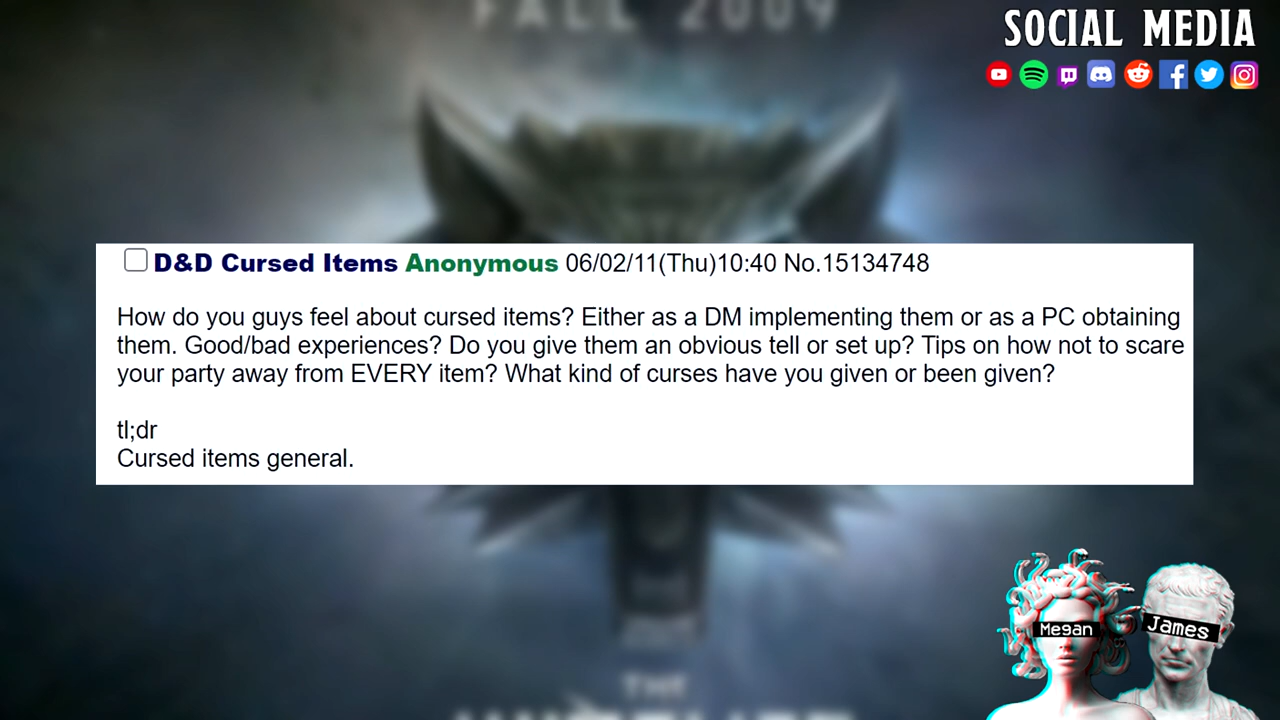 FALL 2009
SOCIAL MEDIA
D&D Cursed Items Anonymous 06/02/11(Thu)10:40 No.15134748
How do you guys feel about cursed items? Either as a DM implementing them or as a PC obtaining
them. Good/bad experiences? Do you give them an obvious tell or set up? Tips on how not to scare
your party away from EVERY item? What kind of curses have you given or been given?
tl;dr
Cursed items general.
Megan
James
THE